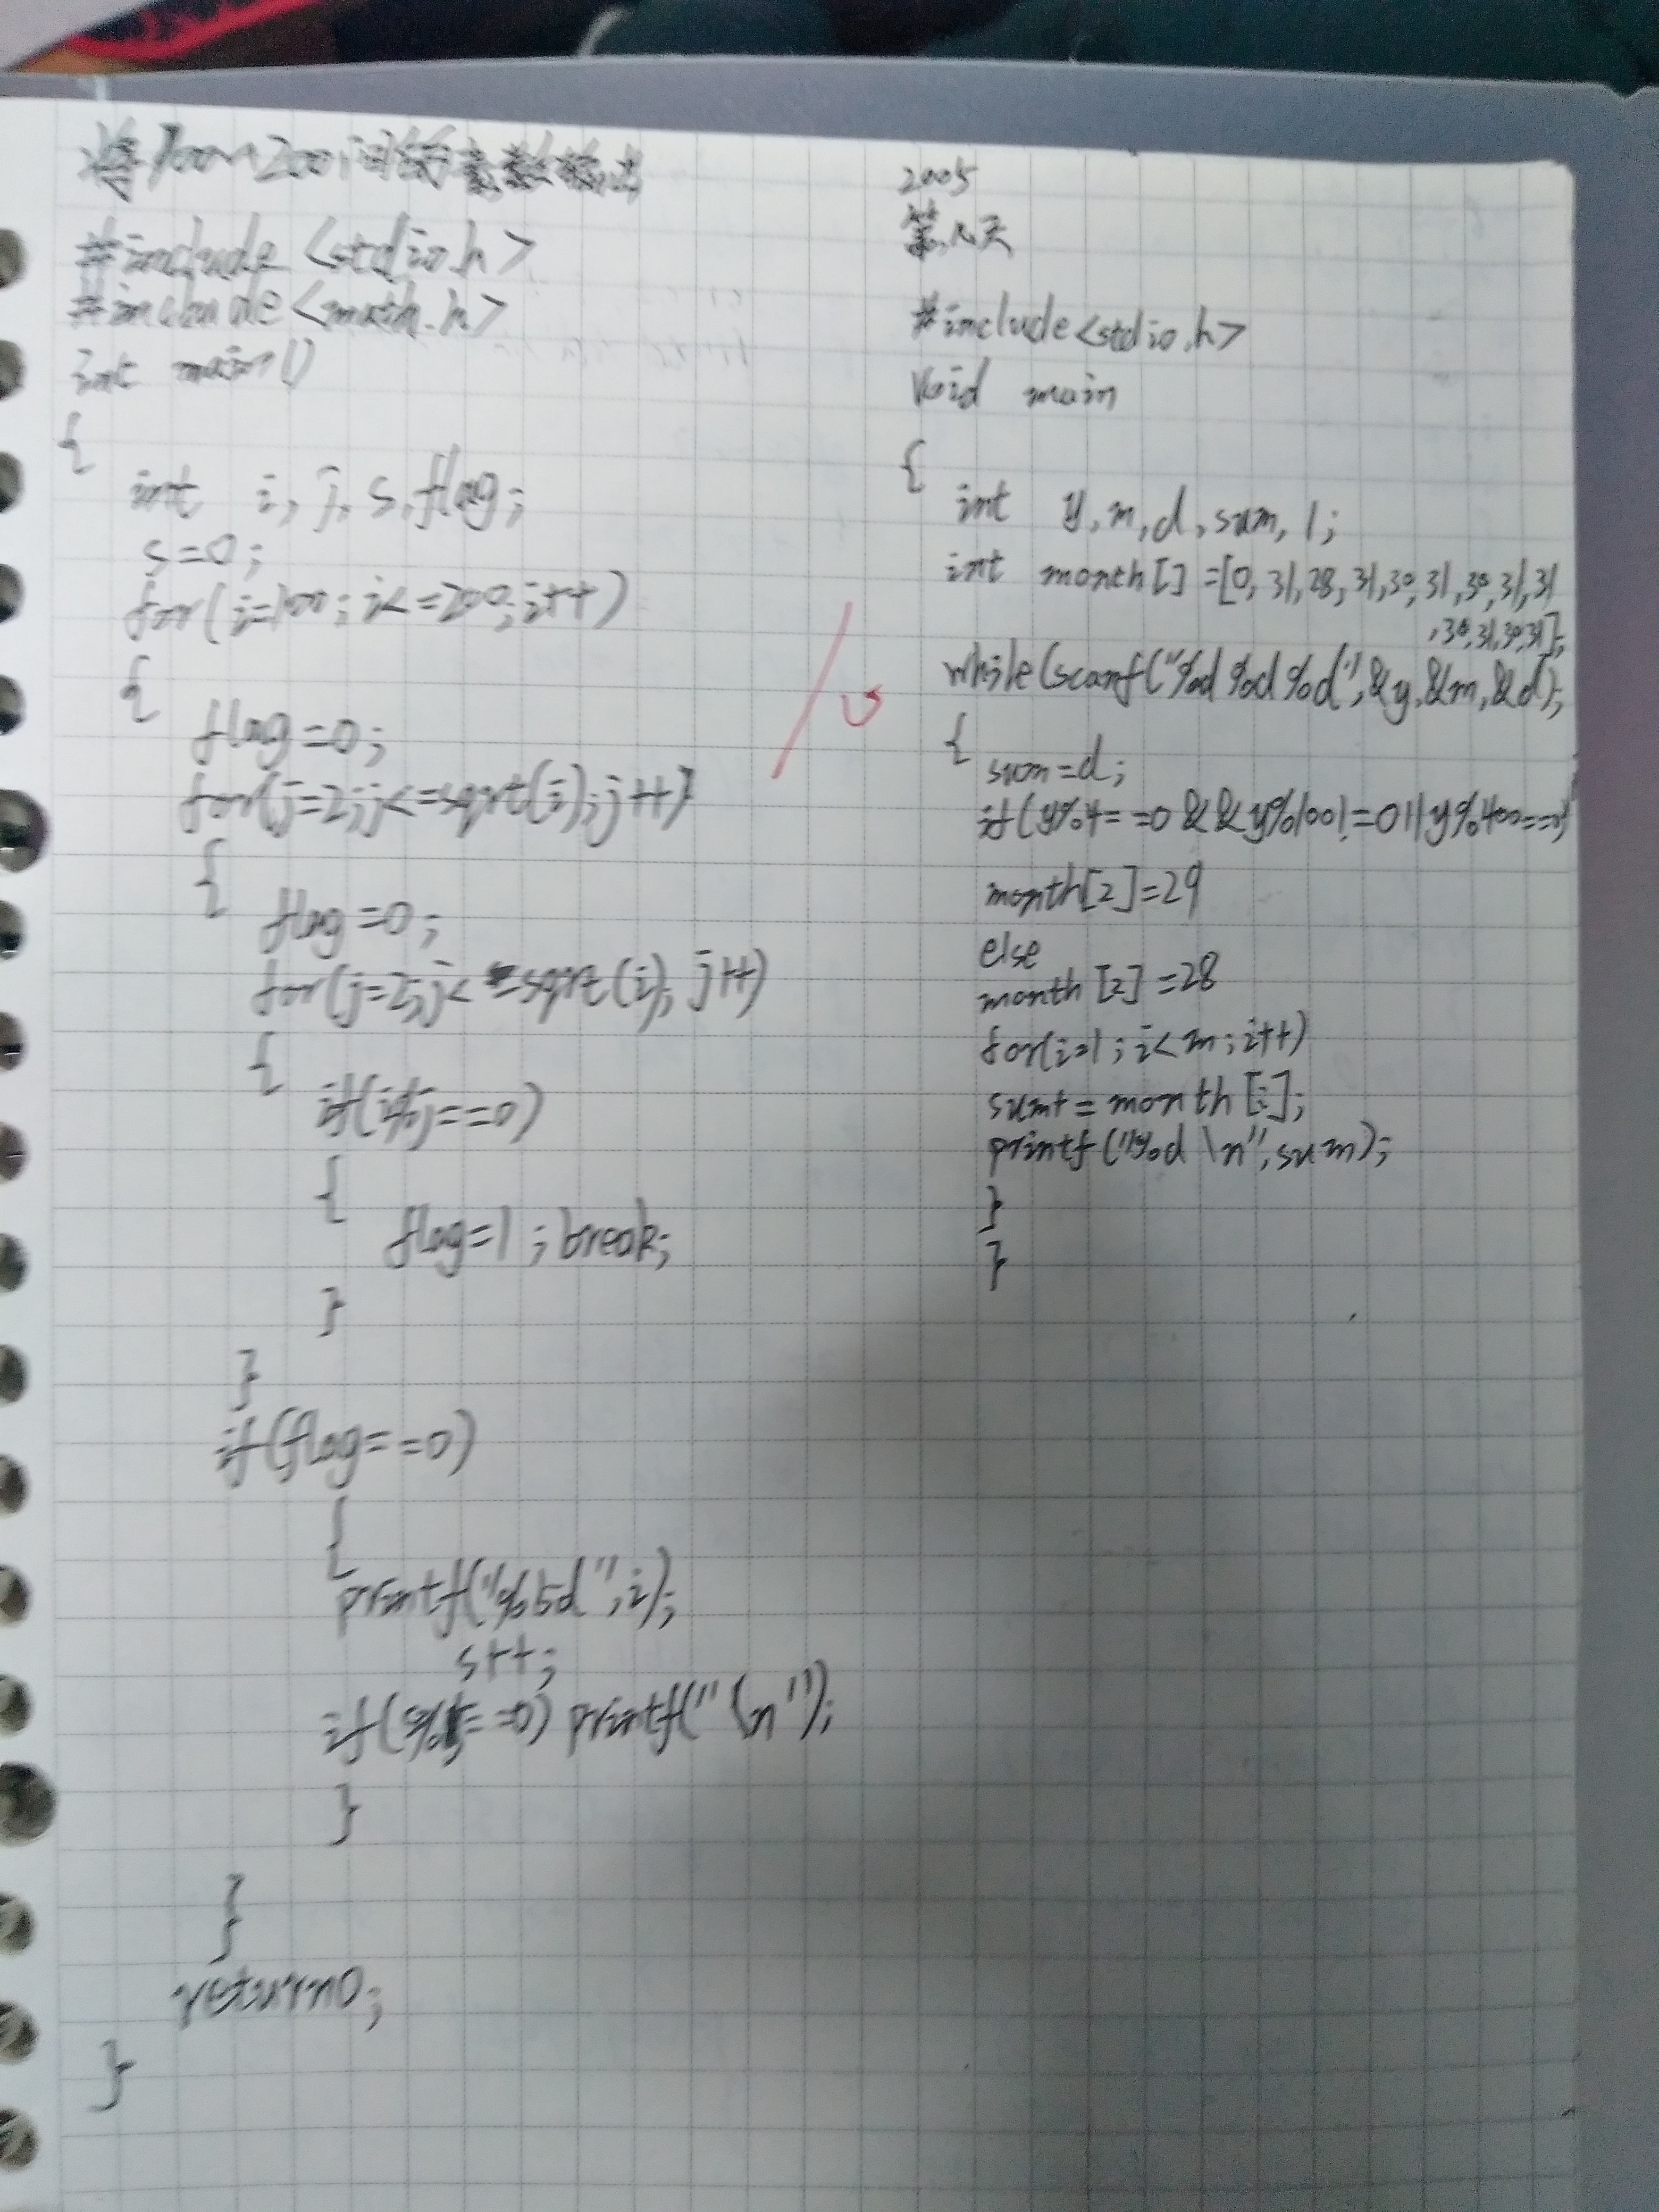 将100~200间的素数输出
#include <stdio.h>
#include <math.h>
int main()
{
int i, j, s, flag;
s=0;
for(i=100; i<=200; i++)
{
flag=0;
for(j=2;j<=sqrt(i);j++)
{
flag=0;
for(j=2;j<=sqrt(i); j++)
{
if(i%j==0)
{
flag=1; break;
}
}
if(flag==0)
{
printf("%5d",i);
s++;
==0) printf("\n");
}
}
return0;
}
2005
第几天
#include<stdio.h>
void main
{
int y, m, d, sum, 1;
int month[] =[0, 31, 28, 31, 30, 31, 30, 31, 31
,30,31,30,31];
while(scanf("%d %d %d",&y,&m,&d);
{
sum=d;
if(y%4==0&&y%100!=0||y%400==
month[2]=29
else
month[2]=28
for(i=1; i<m; i++)
sum+=month[i];
printf("%d \n",sum);
}
}